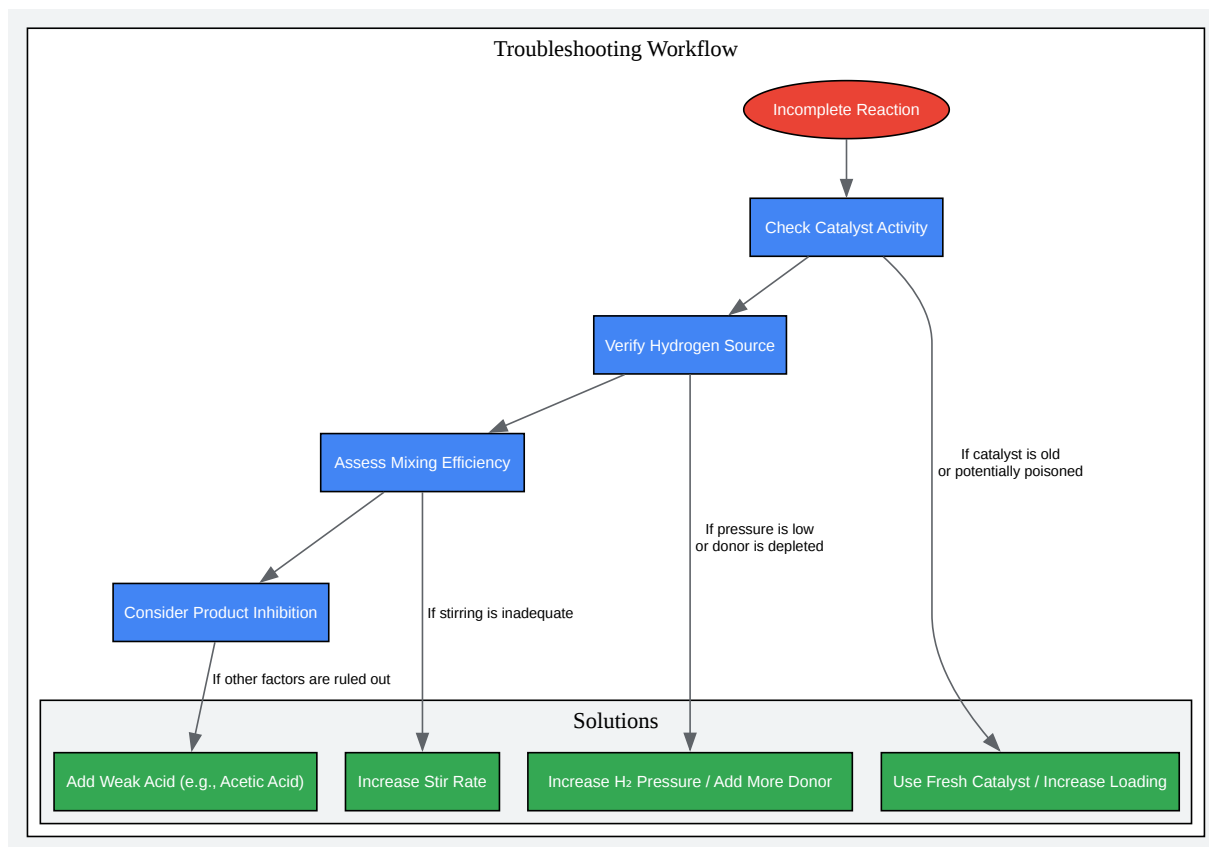 Troubleshooting Workflow
Incomplete Reaction
Check Catalyst Activity
Verify Hydrogen Source
Assess Mixing Efficiency
If catalyst is old
or potentially poisoned
If pressure is low
or donor is depleted
Consider Product Inhibition
If stirring is inadequate
If other factors are ruled out
Solutions
Add Weak Acid (e.g., Acetic Acid)
Increase Stir Rate
Increase H₂ Pressure / Add More Donor
Use Fresh Catalyst / Increase Loading